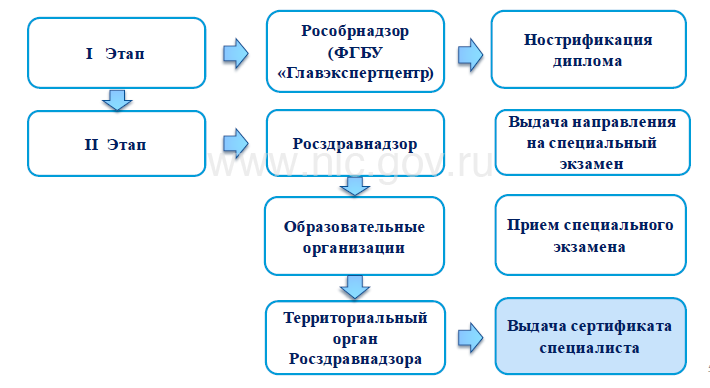 I Этап
Рособрнадзор
(ФГБУ
«Главэкспертцентр)
Нострификация
диплома
II Этап
Росздравнадзор
Выдача направления
на специальный
экзамен
www.nic.gov.ru
Образовательные
организации
Прием специального
экзамена
Территориальный
орган
Росздравнадзора
Выдача сертификата
специалиста